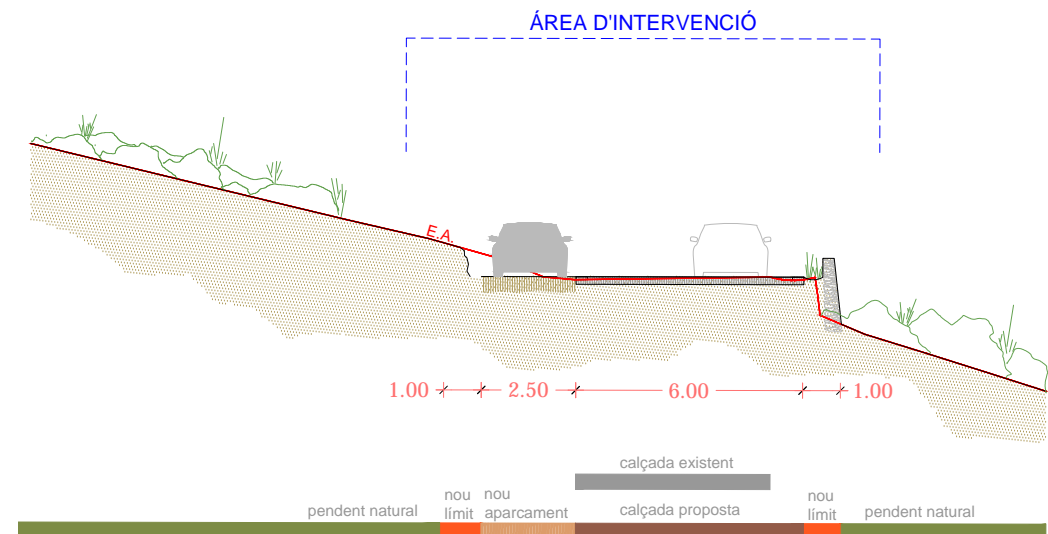 ÁREA D'INTERVENCIÓ
E.A.
1.00 2.50 6.00 1.00
calçada existent
pendent natural
nou límit
nou aparcament
calçada proposta
nou límit
pendent natural